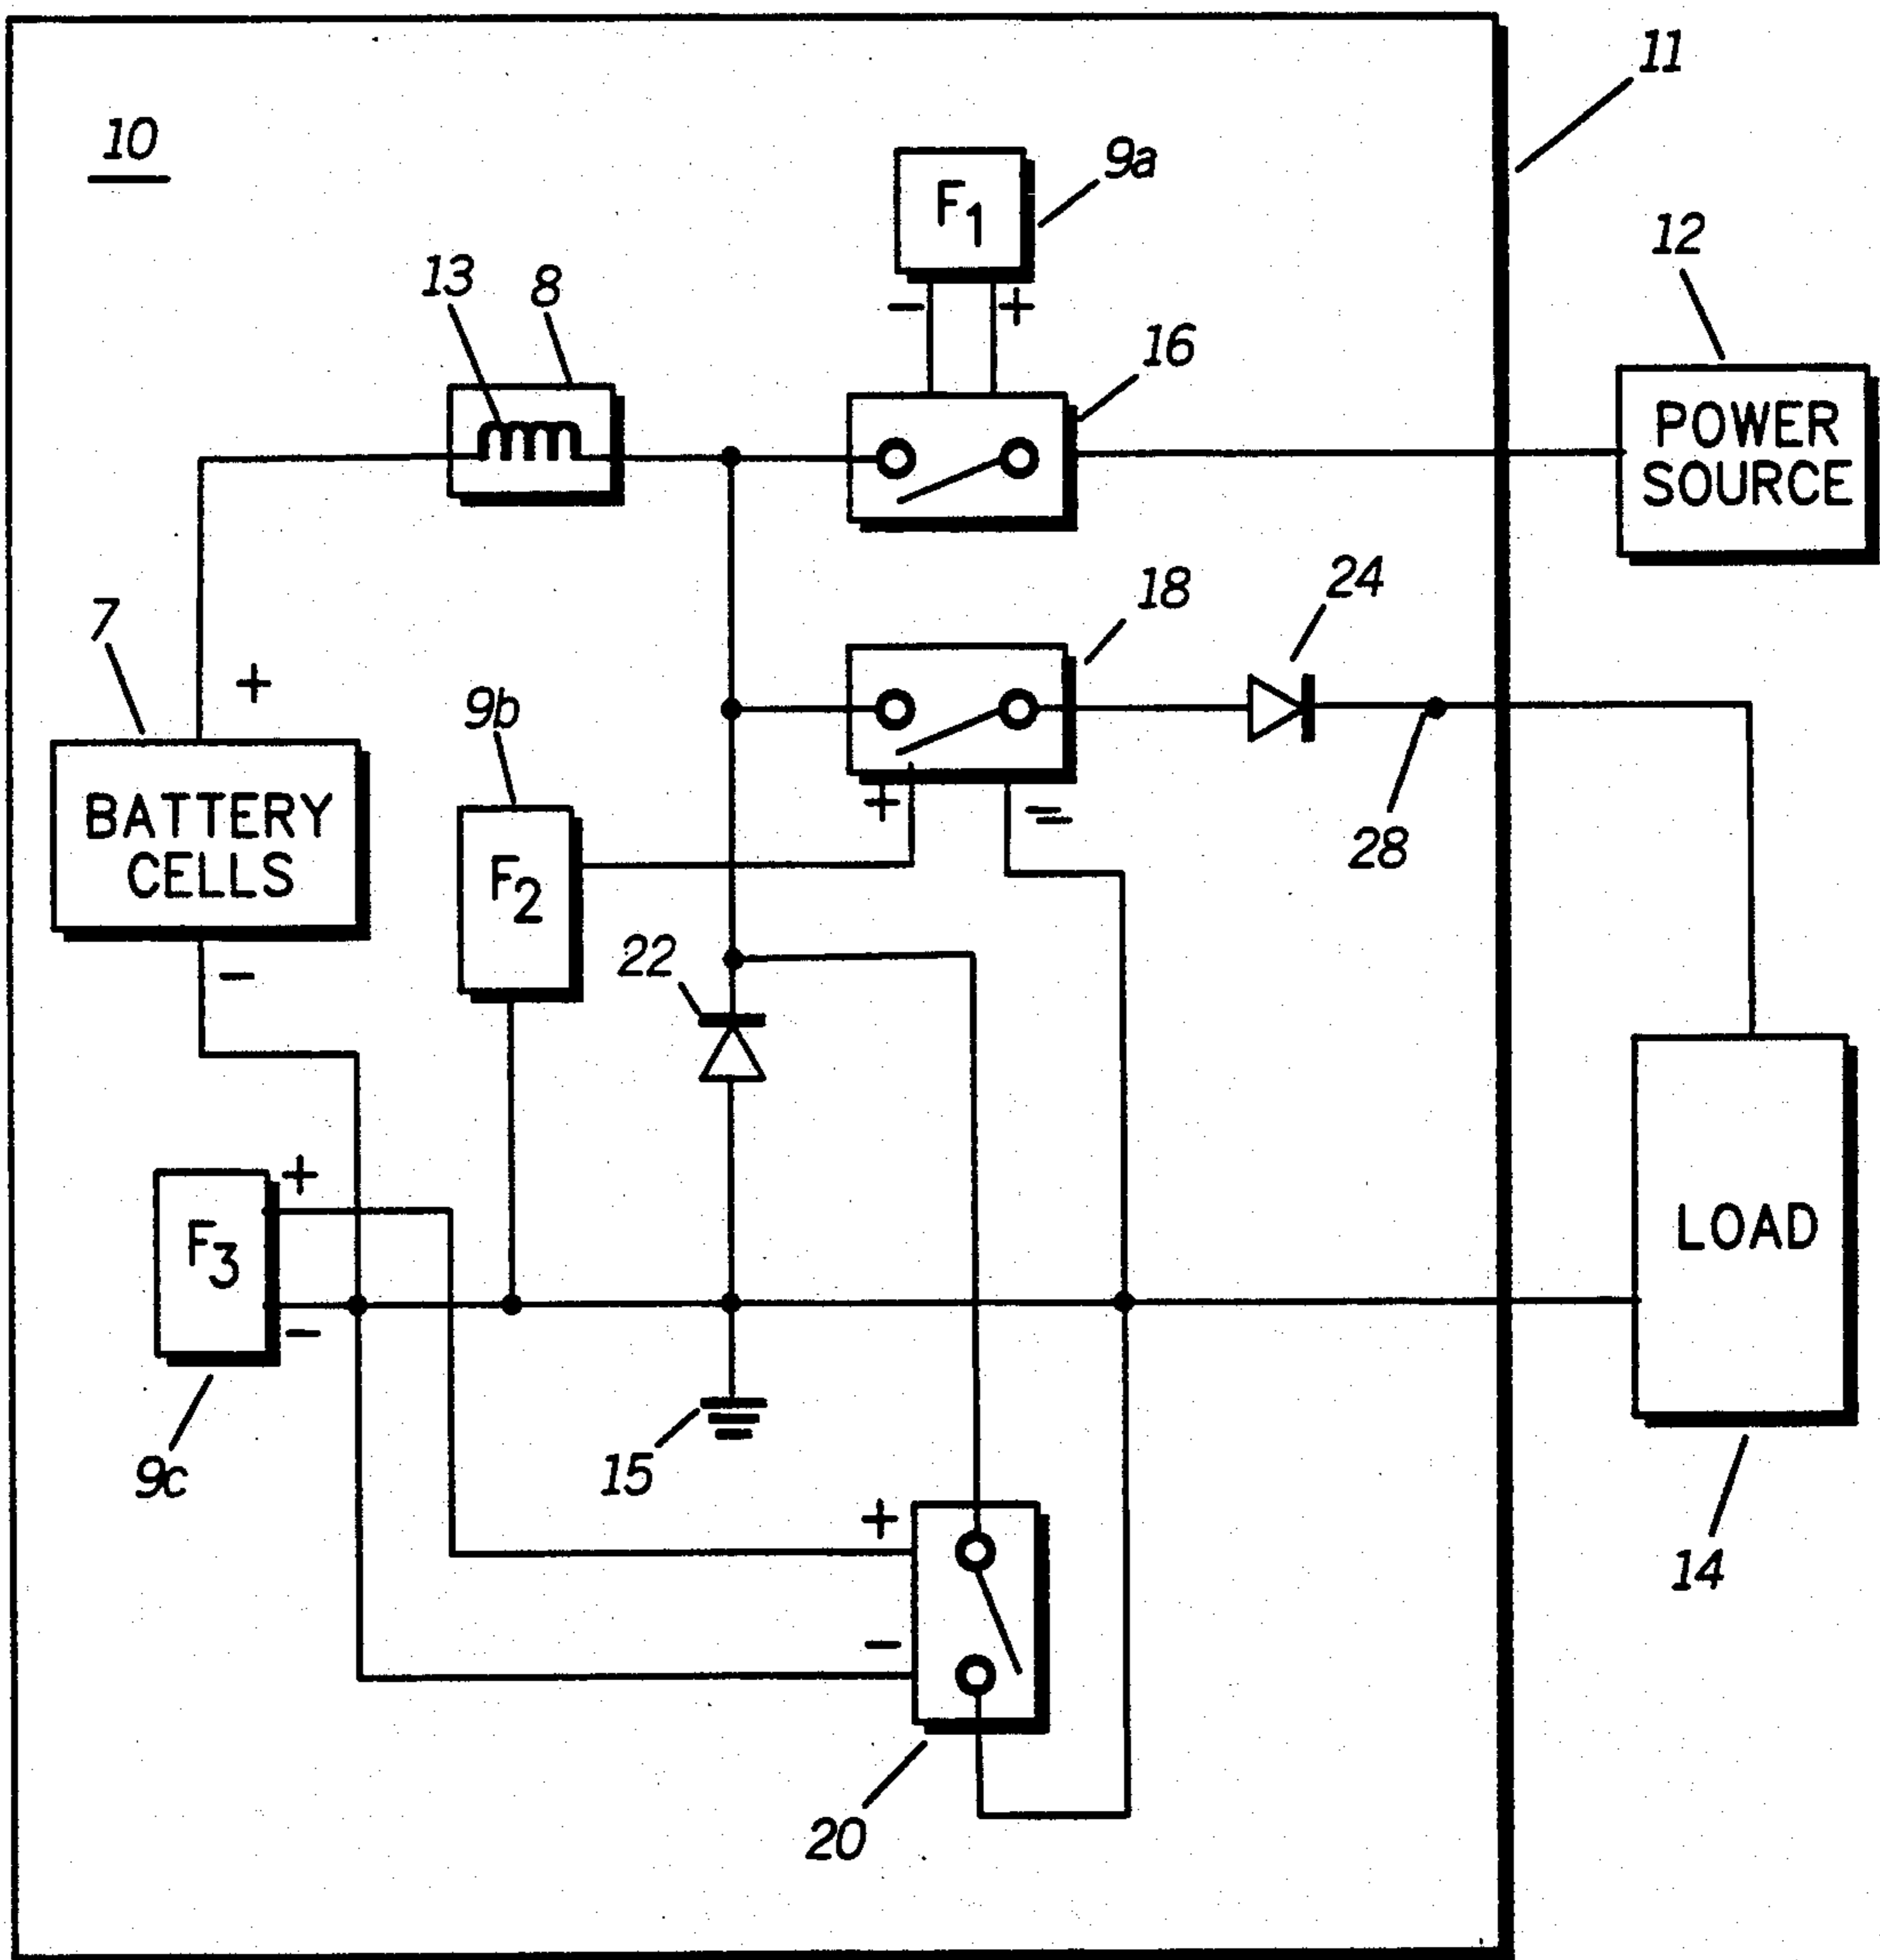 11
10
9a
F1
12
13
8
- +
16
POWER
SOURCE
24
18
7
+
9b
+ -
28
BATTERY
CELLS
F2
22
-
+
F3
LOAD
-
15
9c
+
14
-
20